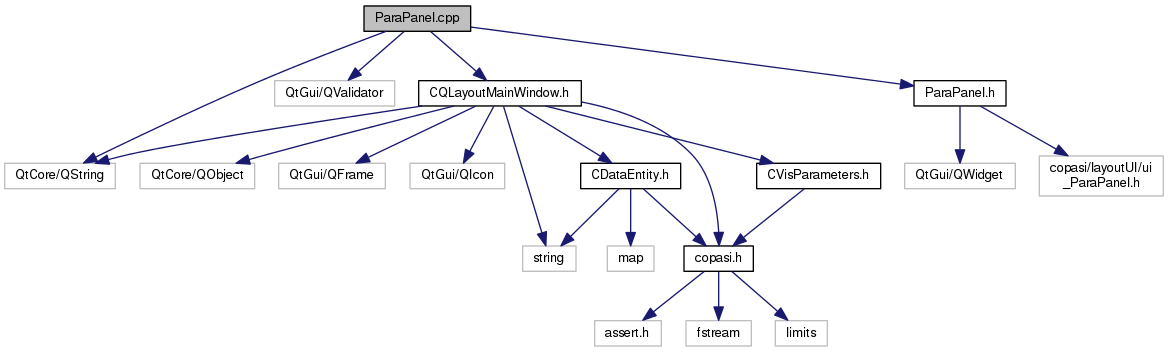 ParaPanel.cpp
QtGui/QValidator
CQLayoutMainWindow.h
ParaPanel.h
QtCore/QString
QtCore/QObject
QtGui/QFrame
QtGui/QIcon
CDataEntity.h
CVisParameters.h
QtGui/QWidget
copasi/layoutUI/ui
_ParaPanel.h
string
map
copasi.h
assert.h
fstream
limits